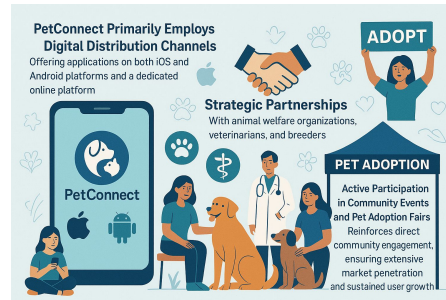 PetConnect Primarily Employs
Digital Distribution Channels
Offering applications on both iOS and
Android platforms and a dedicated
online platform
ADOPT
Strategic Partnerships
With animal welfare organizations,
veterinarians, and breeders
PetConnect
PET ADOPTION
Active Participation
in Community Events
and Pet Adoption Fairs
Reinforces direct
community engagement,
ensuring extensive
market penetration
and sustained user growth